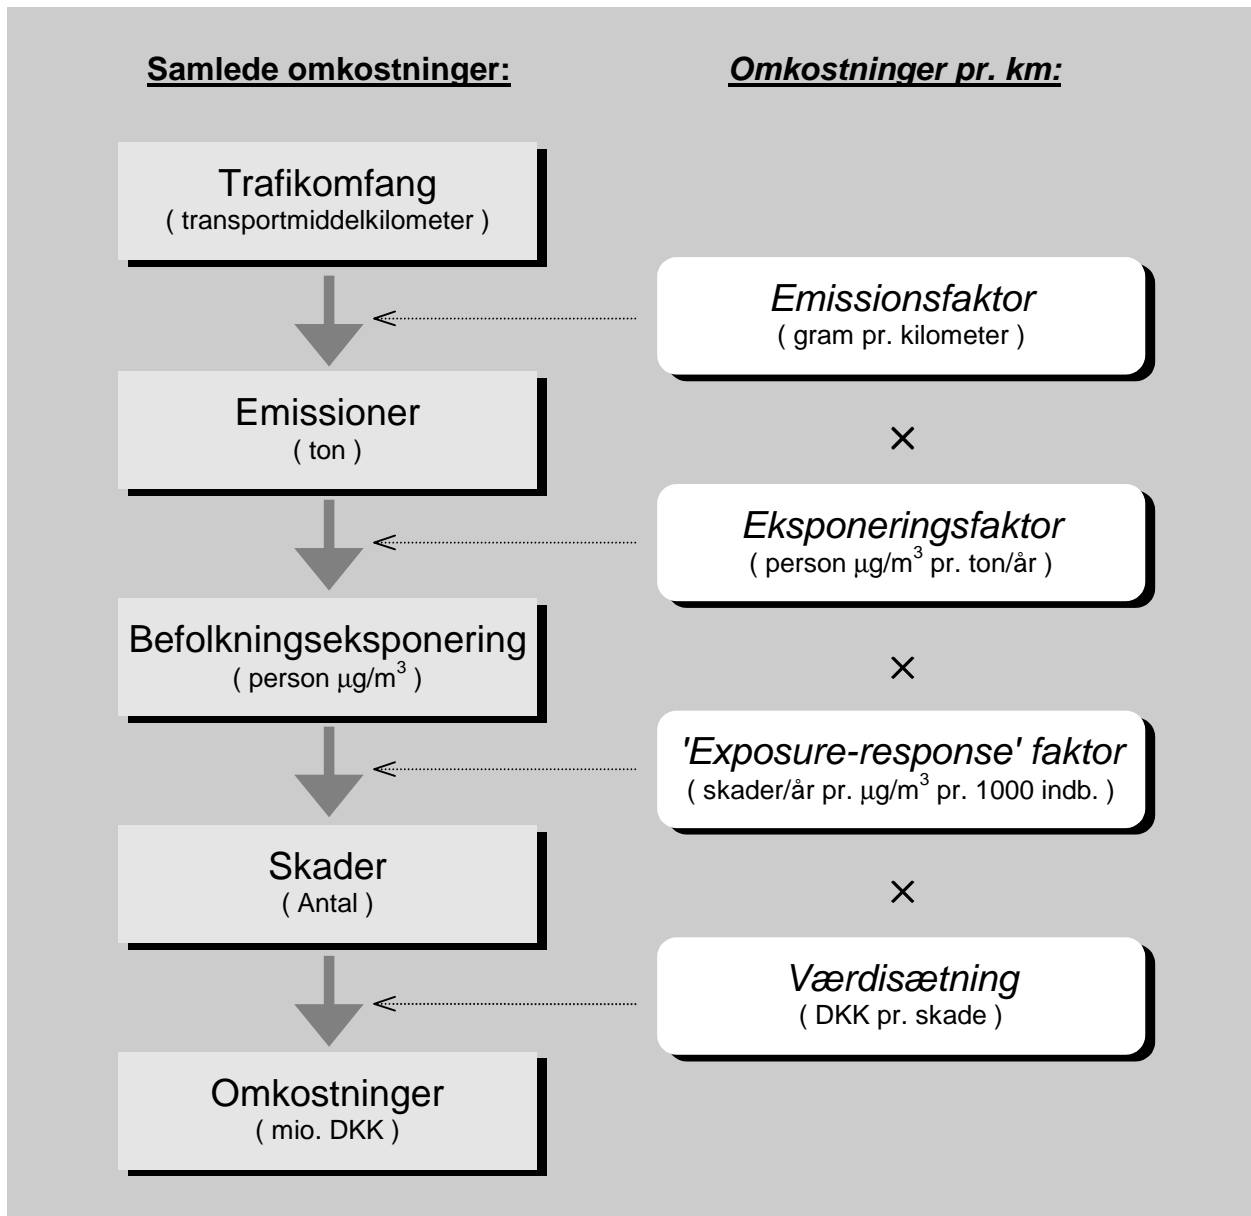 Samlede omkostninger:
Omkostninger pr. km:
Trafikomfang
( transportmiddelkilometer )
Emissionsfaktor
( gram pr. kilometer )
Emissioner
( ton )
×
Eksponeringsfaktor
( person μg/m³ pr. ton/år )
Befolkningseksponering
( person μg/m³ )
×
'Exposure-response' faktor
( skader/år pr. μg/m³ pr. 1000 indb. )
Skader
( Antal )
×
Værdisætning
( DKK pr. skade )
Omkostninger
( mio. DKK )